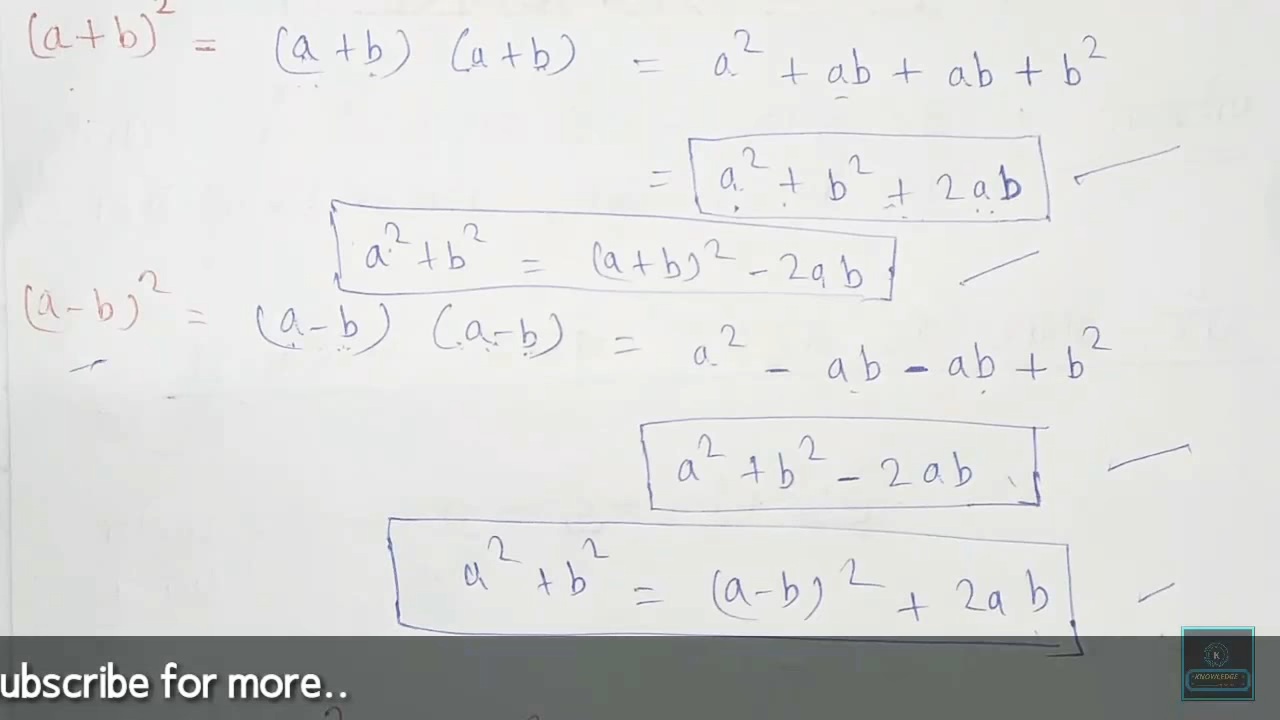 (a+b)² = (a+b) (a+b) = a² + ab + ab + b²
= a² + b² + 2ab
a² + b² = (a+b)² - 2ab
(a-b)² = (a-b) (a-b) = a² - ab - ab + b²
a² + b² - 2ab
a² + b² = (a-b)² + 2ab
ubscribe for more..
K
KNOWLEDGE